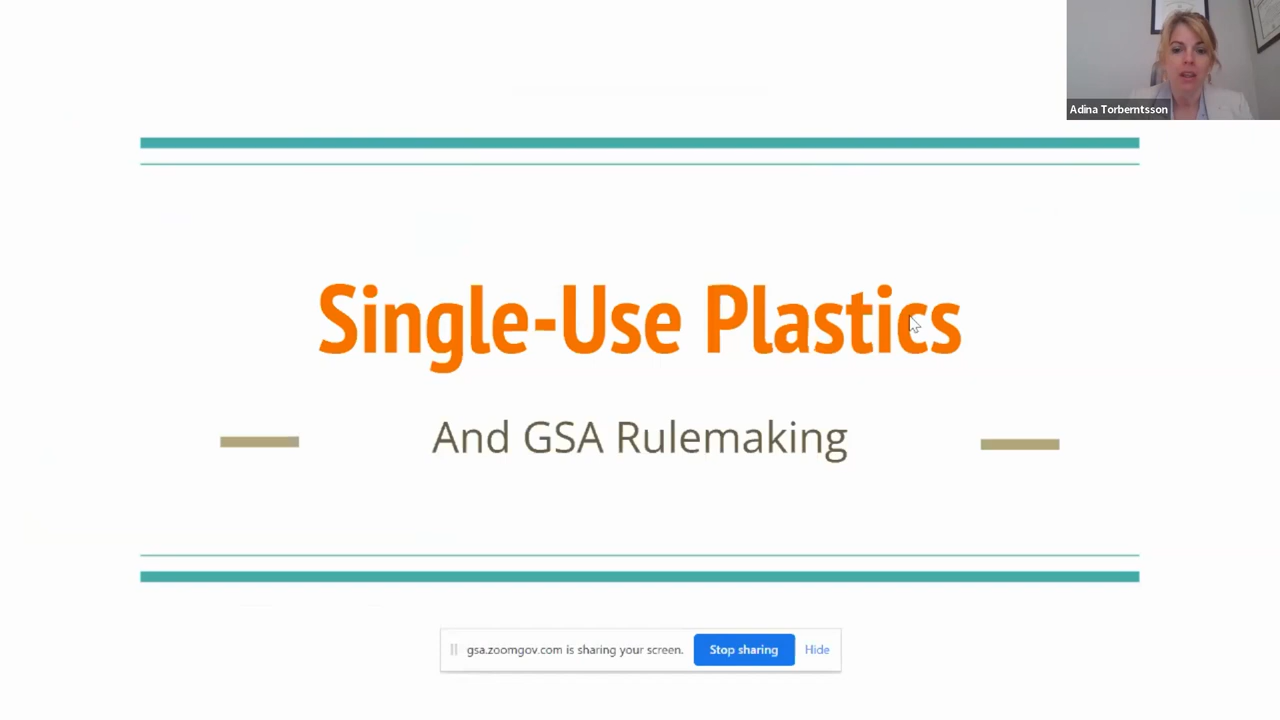 Adina Torberntsson
Single-Use Plastics
And GSA Rulemaking
gsa.zoomgov.com is sharing your screen.
Stop sharing
Hide